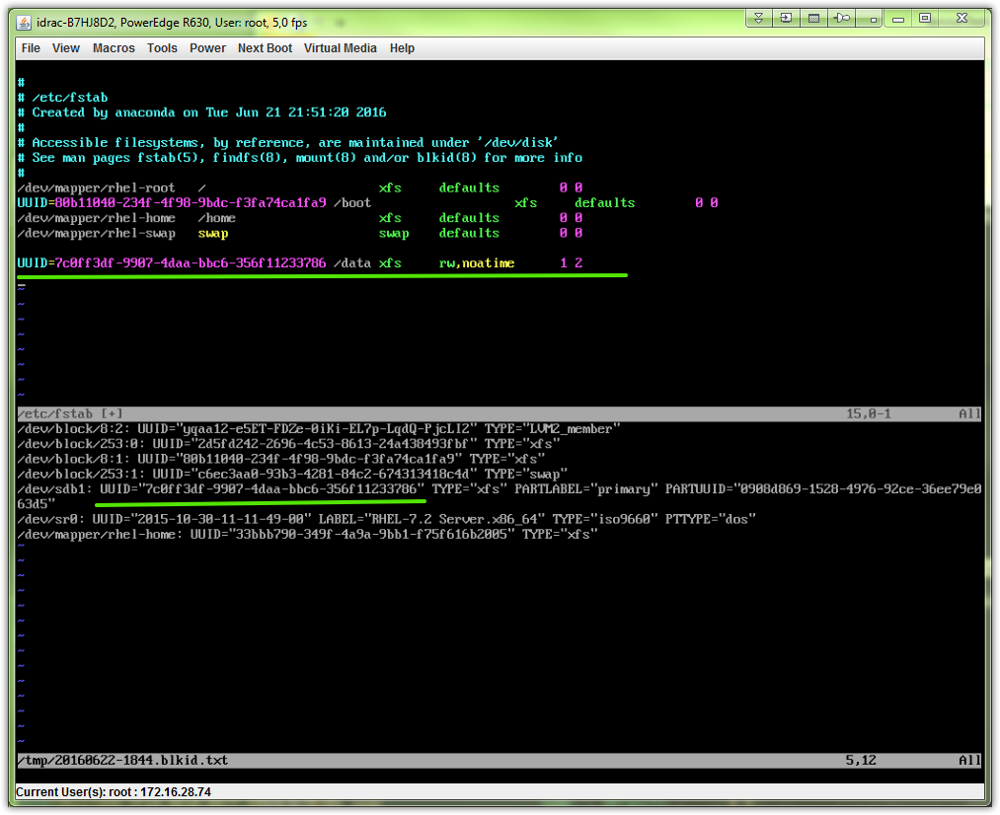 idrac-B7HJ8D2, PowerEdge R630, User: root, 5,0 fps
File View Macros Tools Power Next Boot Virtual Media Help
#
# /etc/fstab
# Created by anaconda on Tue Jun 21 21:51:20 2016
#
# Accessible filesystems, by reference, are maintained under '/dev/disk'
# See man pages fstab(5), findfs(8), mount(8) and/or blkid(8) for more info
#
/dev/mapper/rhel-root / xfs defaults 0 0
UUID=80b11040-234f-4f98-9bdc-f3fa74ca1fa9 /boot xfs defaults 0 0
/dev/mapper/rhel-home /home xfs defaults 0 0
/dev/mapper/rhel-swap swap swap defaults 0 0
UUID=7c0ff3df-9907-4daa-bbc6-356f11233786 /data xfs rw,noatime 1 2
~
~
~
~
~
~
~
~
/etc/fstab [+] 15,0-1 All
/dev/block/8:2: UUID="yqaa12-e5ET-FDZe-0iKi-EL7p-LqdQ-PjcLI2" TYPE="LVM2_member"
/dev/block/253:0: UUID="2d5fd242-2696-4c53-8613-24a438493fbf" TYPE="xfs"
/dev/block/8:1: UUID="80b11040-234f-4f98-9bdc-f3fa74ca1fa9" TYPE="xfs"
/dev/block/253:1: UUID="c6ec3aa0-93b3-4281-84c2-674313418c4d" TYPE="swap"
/dev/sdb1: UUID="7c0ff3df-9907-4daa-bbc6-356f11233786" TYPE="xfs" PARTLABEL="primary" PARTUUID="0908d869-1528-4976-92ce-36ee79e0
63d5"
/dev/sr0: UUID="2015-10-30-11-11-49-00" LABEL="RHEL-7.2 Server.x86_64" TYPE="iso9660" PTTYPE="dos"
/dev/mapper/rhel-home: UUID="33bbb790-349f-4a9a-9bb1-f75f616b2005" TYPE="xfs"
~
~
~
~
~
~
~
~
~
~
~
~
~
~
/tmp/20160622-1844.blkid.txt 5,12 All
Current User(s): root : 172.16.28.74